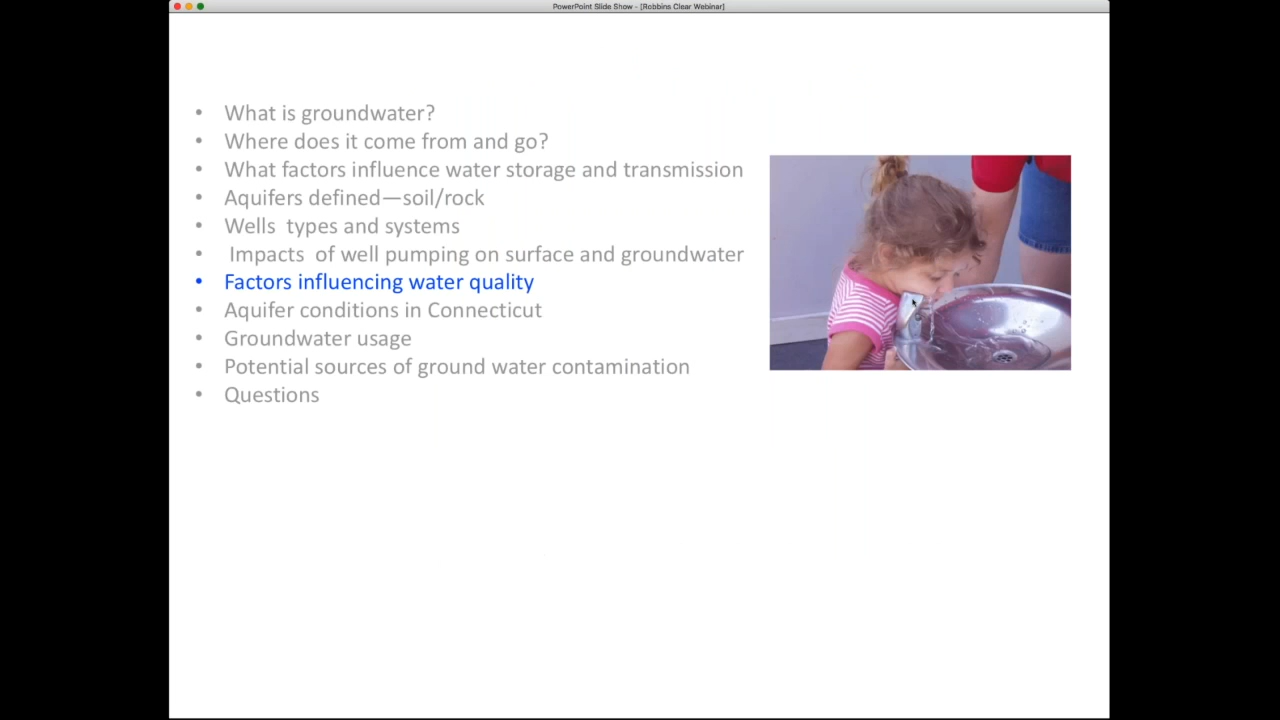 PowerPoint Slide Show - [Robbins Clear Webinar]
• What is groundwater?
• Where does it come from and go?
• What factors influence water storage and transmission
• Aquifers defined—soil/rock
• Wells  types and systems
•  Impacts  of well pumping on surface and groundwater
• Factors influencing water quality
• Aquifer conditions in Connecticut
• Groundwater usage
• Potential sources of ground water contamination
• Questions